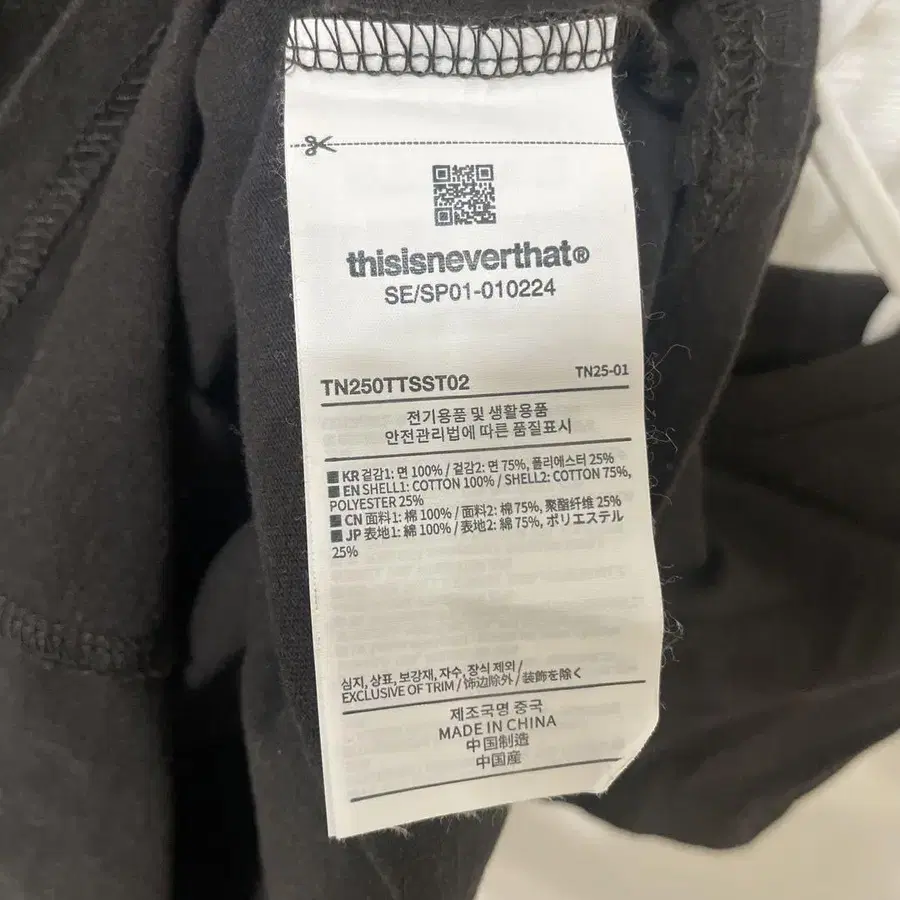 thisisneverthat®
SE/SP01-010224
TN250TTSST02
TN25-01
전기용품 및 생활용품
안전관리법에 따른 품질표시
KR 겉감1: 면 100% / 겉감2: 면 75%, 폴리에스터 25%
EN SHELL1: COTTON 100% / SHELL2: COTTON 75%,
POLYESTER 25%
CN 面料1: 棉 100% / 面料2: 棉 75%, 聚酯纤维 25%
JP 表地1: 綿 100% / 表地2: 綿 75%, ポリエステル
25%
심지, 상표, 보강재, 자수, 장식 제외 /
EXCLUSIVE OF TRIM / 饰边除外 / 装飾を除く
제조국명 중국
MADE IN CHINA
中国制造
中国産